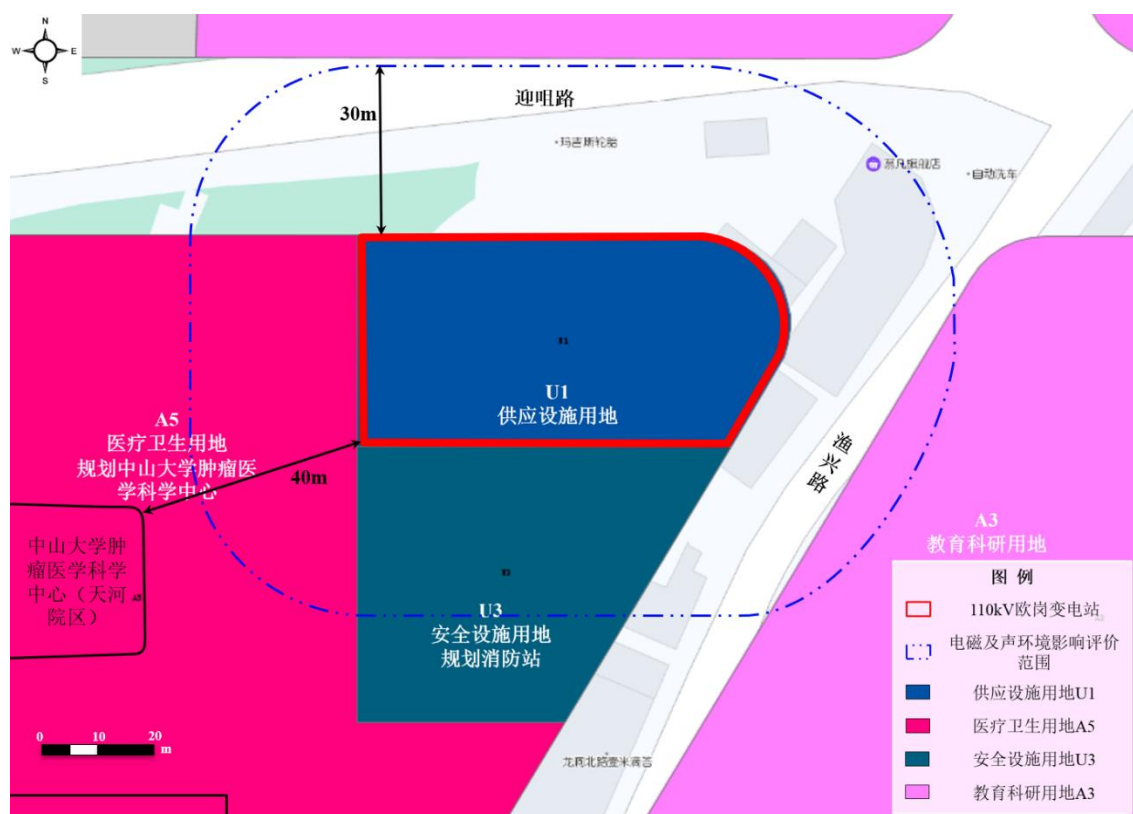 N
W
E
S
30m
迎咀路
玛吉斯轮胎
慕凡旗舰店
自动洗车
U1
供应设施用地
A5
医疗卫生用地
规划中山大学肿瘤医
学科学中心
40m
渔
兴
路
中山大学肿
瘤医学科学
中心（天河
院区）
U3
安全设施用地
规划消防站
A3
教育科研用地
图 例
110kV欧岗变电站
电磁及声环境影响评价
范围
供应设施用地U1
医疗卫生用地A5
安全设施用地U3
教育科研用地A3
0
10
20
m